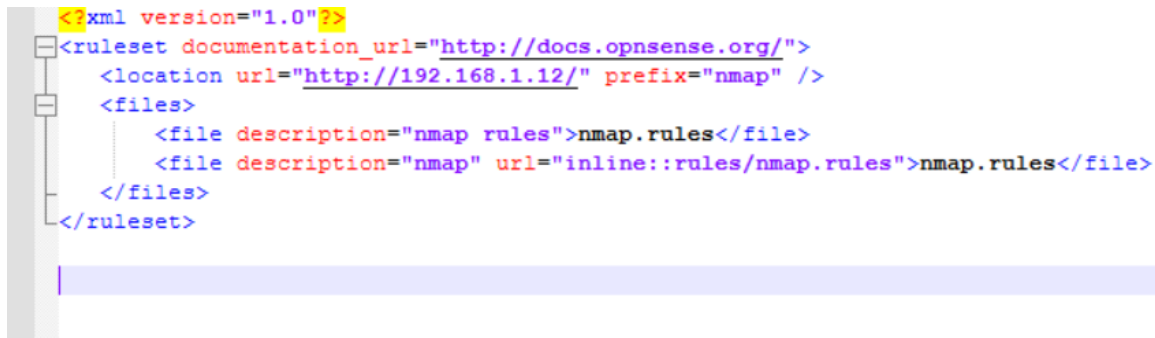 <?xml version="1.0"?>
<ruleset documentation_url="http://docs.opnsense.org/">
<location url="http://192.168.1.12/" prefix="nmap" />
<files>
<file description="nmap rules">nmap.rules</file>
<file description="nmap" url="inline::rules/nmap.rules">nmap.rules</file>
</files>
</ruleset>